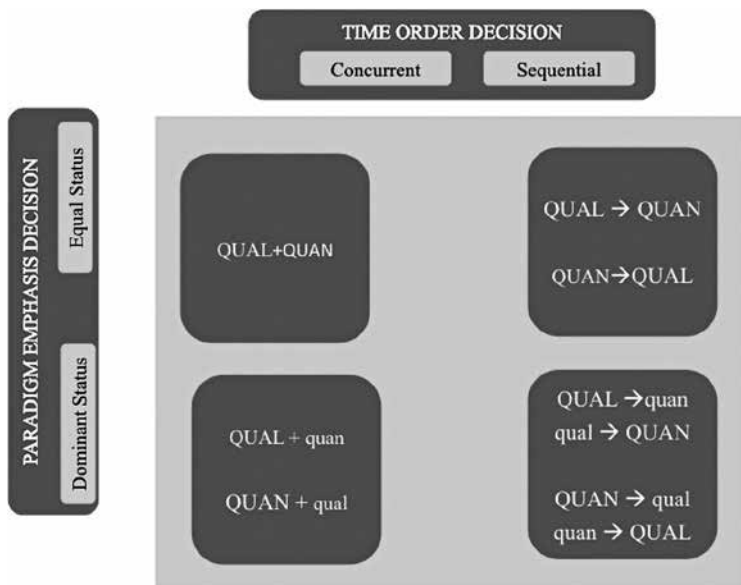 TIME ORDER DECISION
Concurrent
Sequential
PARADIGM EMPHASIS DECISION
Equal Status
Dominant Status
QUAL+QUAN
QUAL → QUAN
QUAN→QUAL
QUAL + quan
QUAN + qual
QUAL →quan
qual → QUAN
QUAN → qual
quan → QUAL